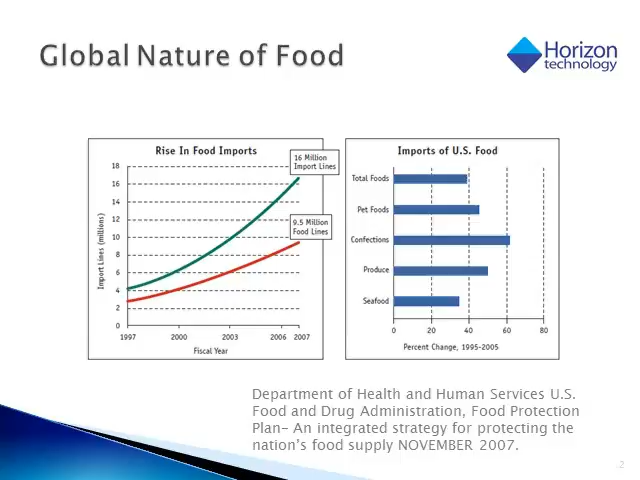 Global Nature of Food
Horizon
technology
Rise In Food Imports
16 Million
Import Lines
9.5 Million
Food Lines
Import Lines (millions)
18
16
14
12
10
8
6
4
2
0
1997
2000
2003
2006
2007
Fiscal Year
Imports of U.S. Food
Total Foods
Pet Foods
Confections
Produce
Seafood
0
20
40
60
80
Percent Change, 1995-2005
Department of Health and Human Services U.S.
Food and Drug Administration, Food Protection
Plan- An integrated strategy for protecting the
nation's food supply NOVEMBER 2007.
2